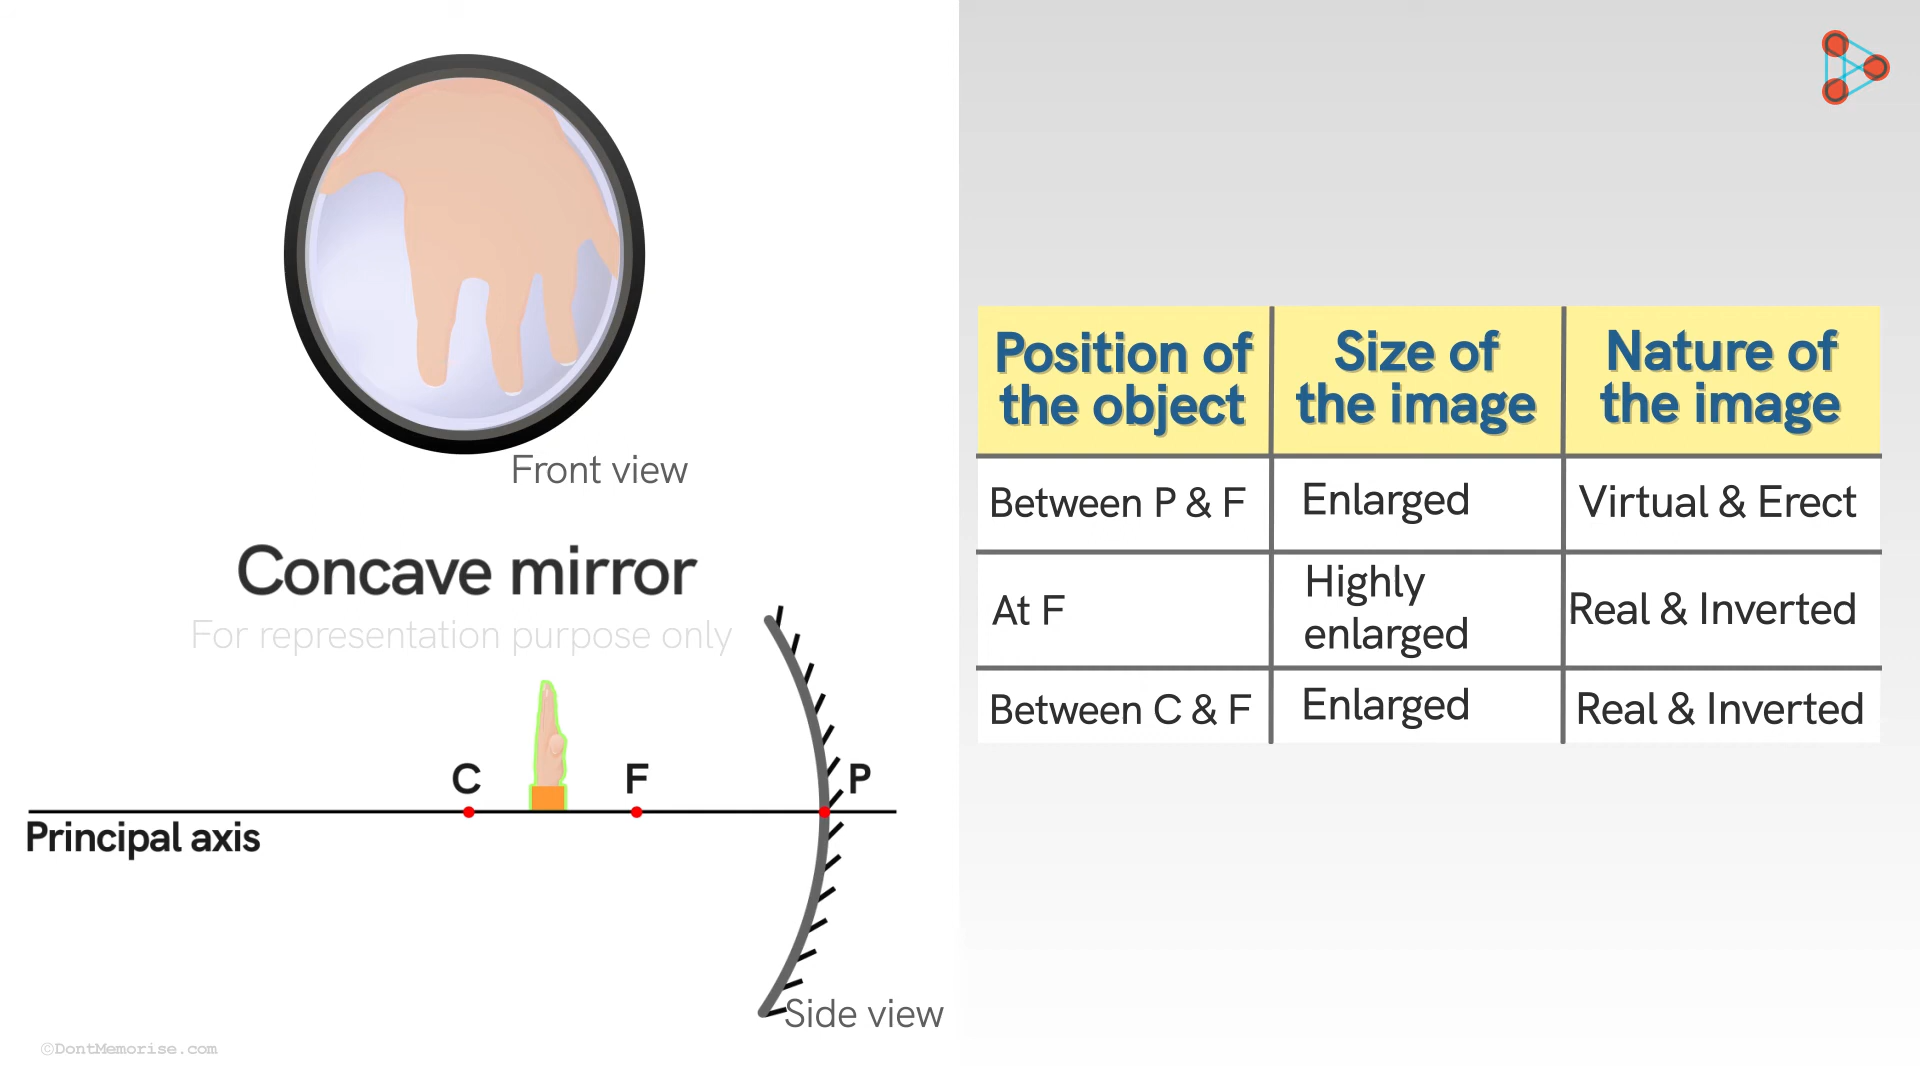 Front view
Concave mirror
For representation purpose only
C
F
P
Principal axis
Side view
©DontMemorise.com
Position of
the object
Size of
the image
Nature of
the image
Between P & F
Enlarged
Virtual & Erect
At F
Highly
enlarged
Real & Inverted
Between C & F
Enlarged
Real & Inverted